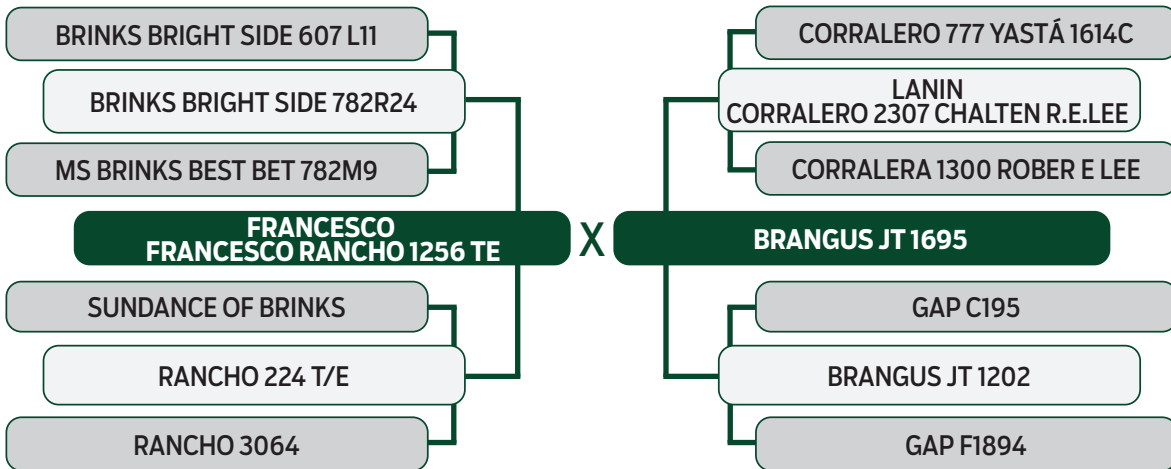 BRINKS BRIGHT SIDE 607 L11
BRINKS BRIGHT SIDE 782R24
MS BRINKS BEST BET 782M9
FRANCESCO
FRANCESCO RANCHO 1256 TE
SUNDANCE OF BRINKS
RANCHO 224 T/E
RANCHO 3064
X
CORRALERO 777 YASTÁ 1614C
LANIN
CORRALERO 2307 CHALTEN R.E.LEE
CORRALERA 1300 ROBER E LEE
BRANGUS JT 1695
GAP C195
BRANGUS JT 1202
GAP F1894